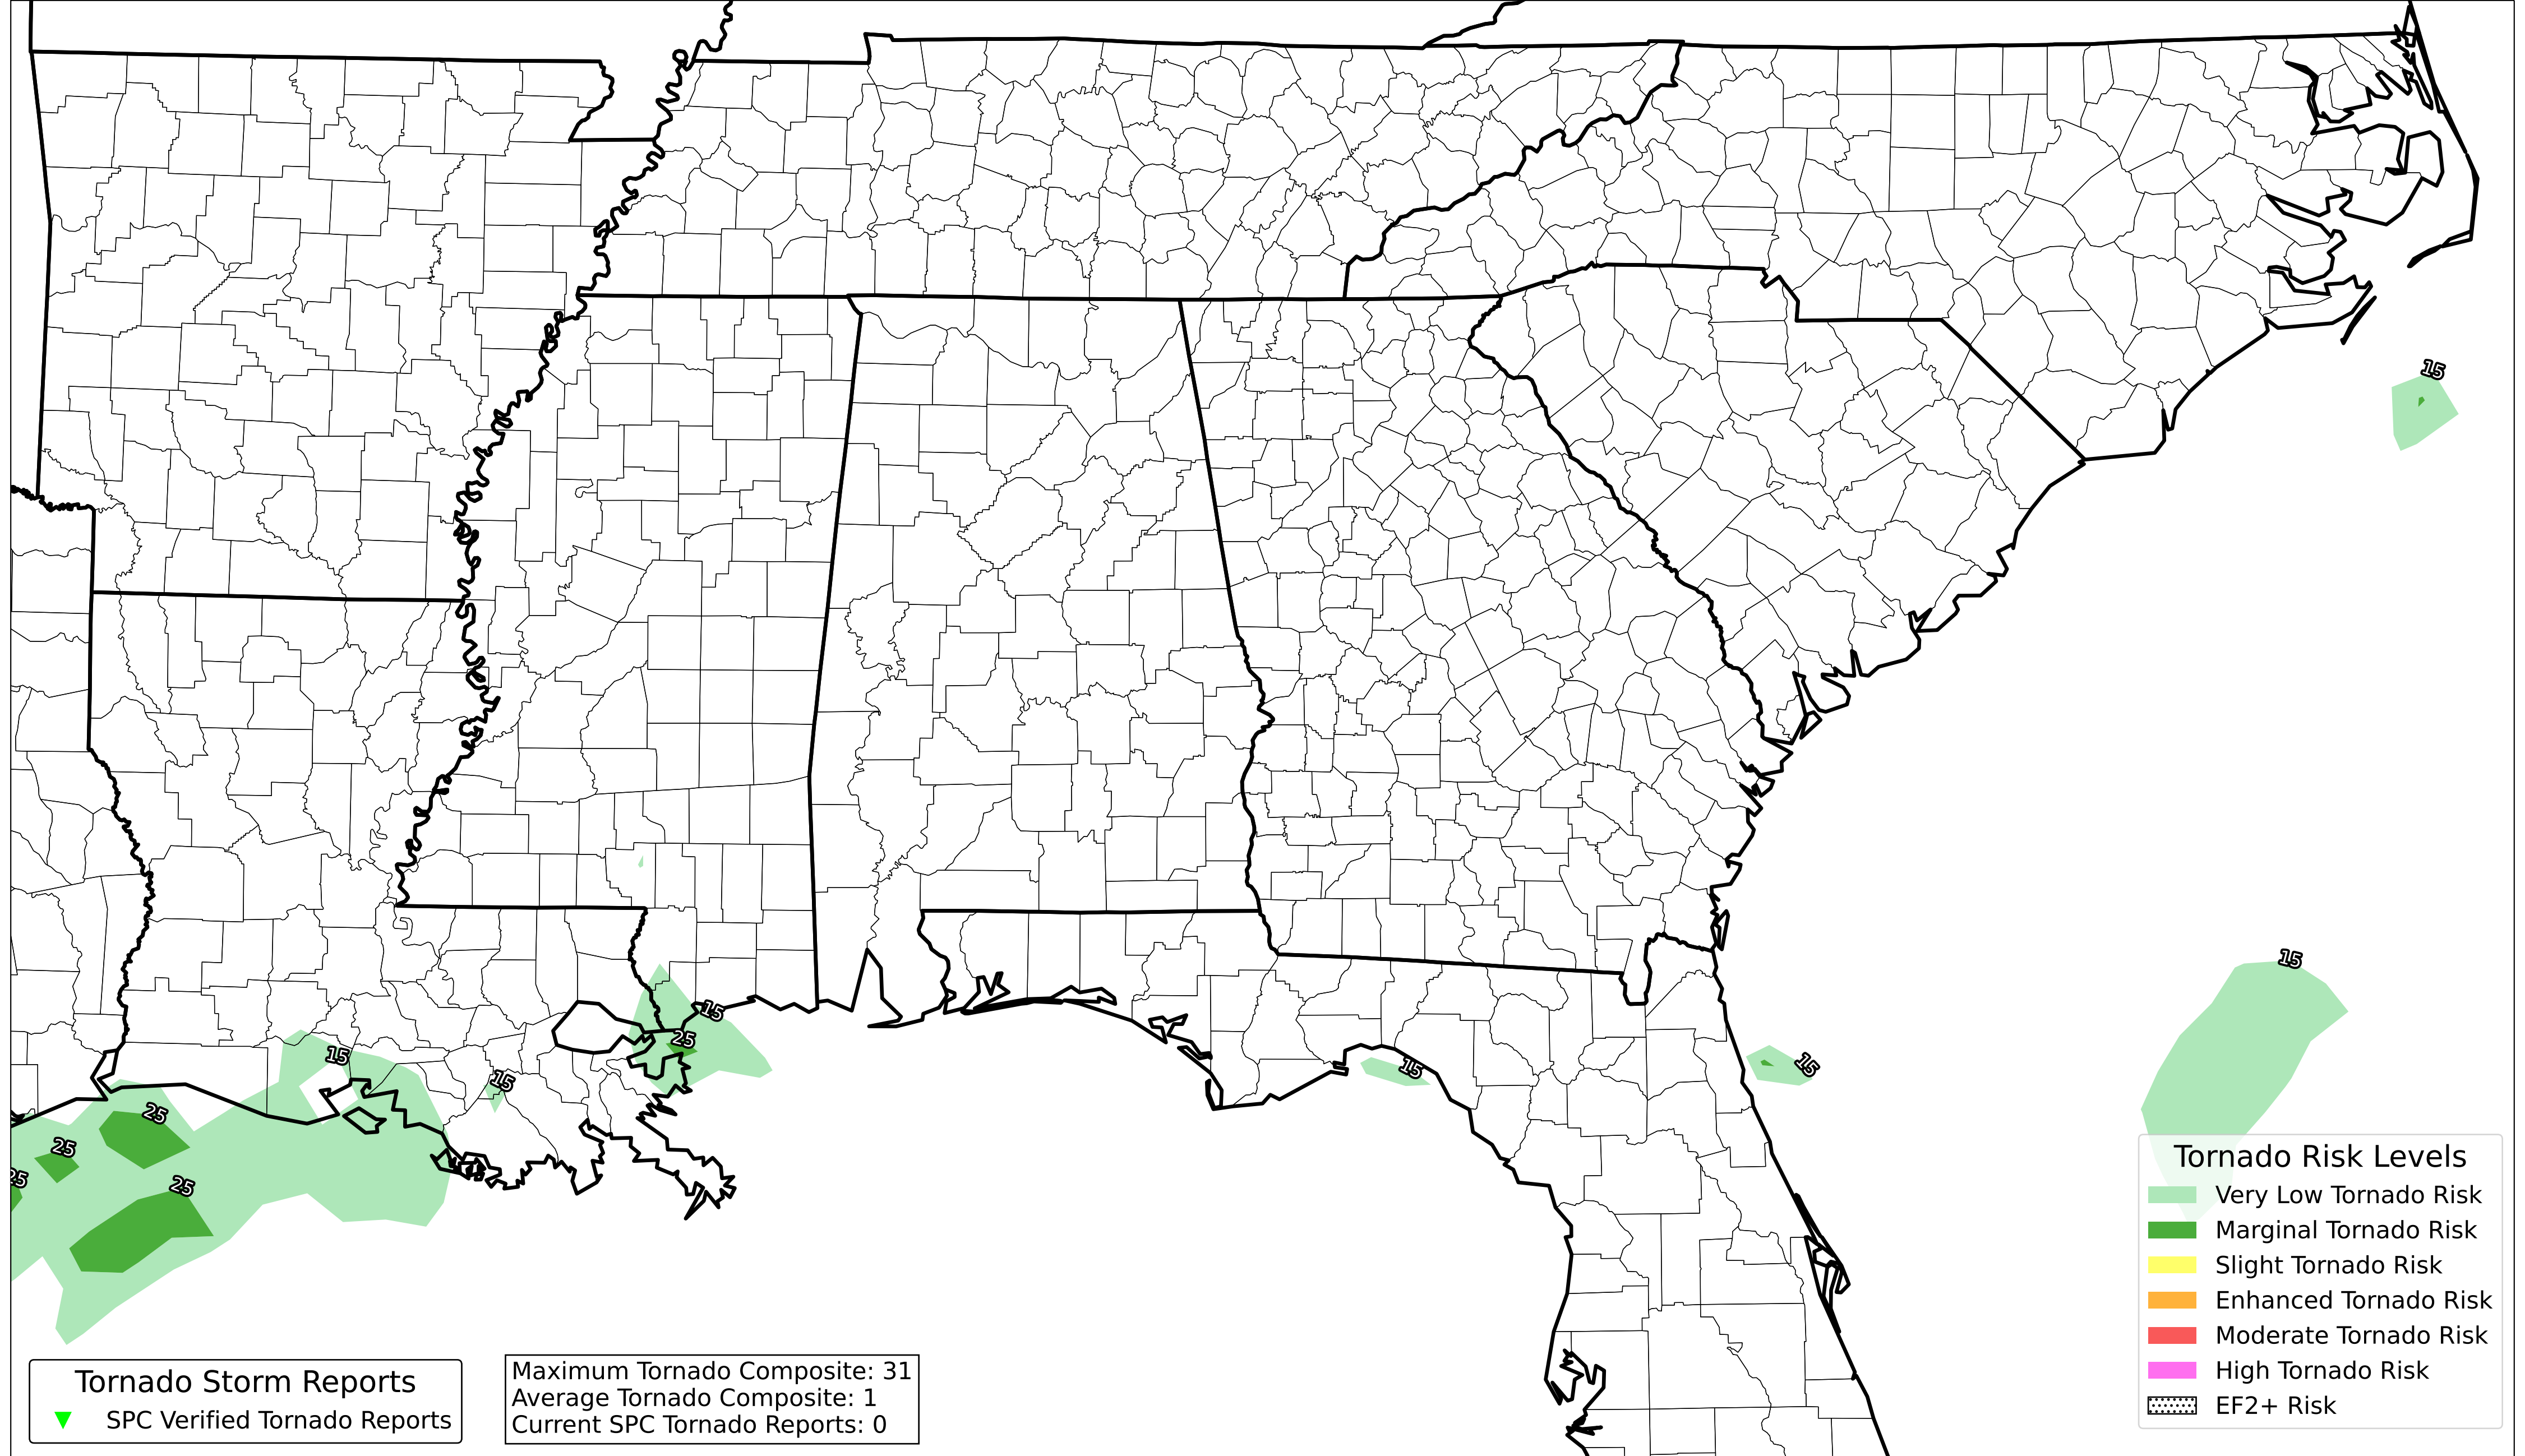 15
15
15
25
15
15
15
15
25
25
25
25
Tornado Risk Levels
Very Low Tornado Risk
Marginal Tornado Risk
Slight Tornado Risk
Enhanced Tornado Risk
Moderate Tornado Risk
High Tornado Risk
EF2+ Risk
Tornado Storm Reports
SPC Verified Tornado Reports
Maximum Tornado Composite: 31
Average Tornado Composite: 1
Current SPC Tornado Reports: 0